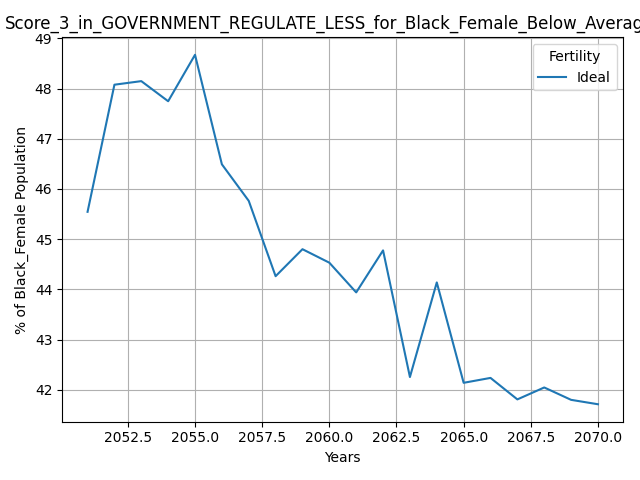 Score_3_in_GOVERNMENT_REGULATE_LESS_for_Black_Female_Below_Averag
49
48
47
46
45
44
43
42
% of Black_Female Population
Fertility
Ideal
2052.5 2055.0 2057.5 2060.0 2062.5 2065.0 2067.5 2070.0
Years